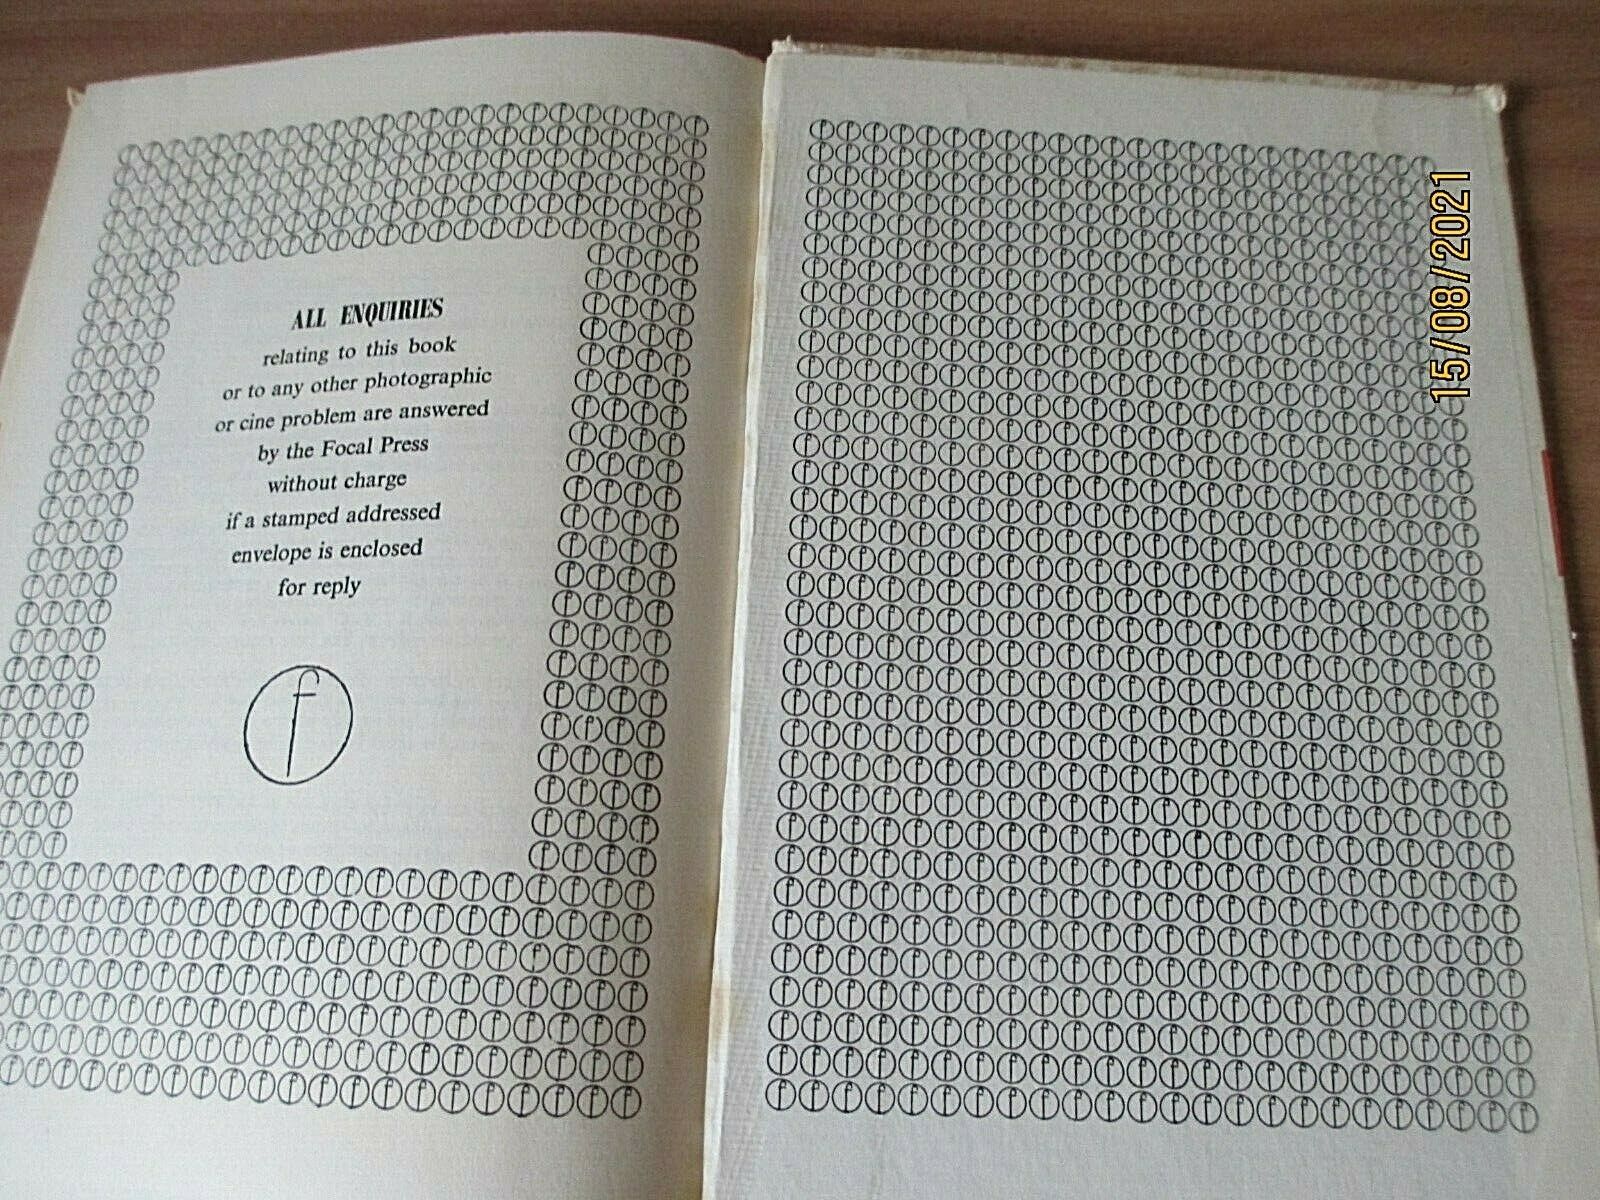 ALL ENQUIRIES
relating to this book
or to any other photographic
or cine problem are answered
by the Focal Press
without charge
if a stamped addressed
envelope is enclosed
for reply
f
15/08/2021